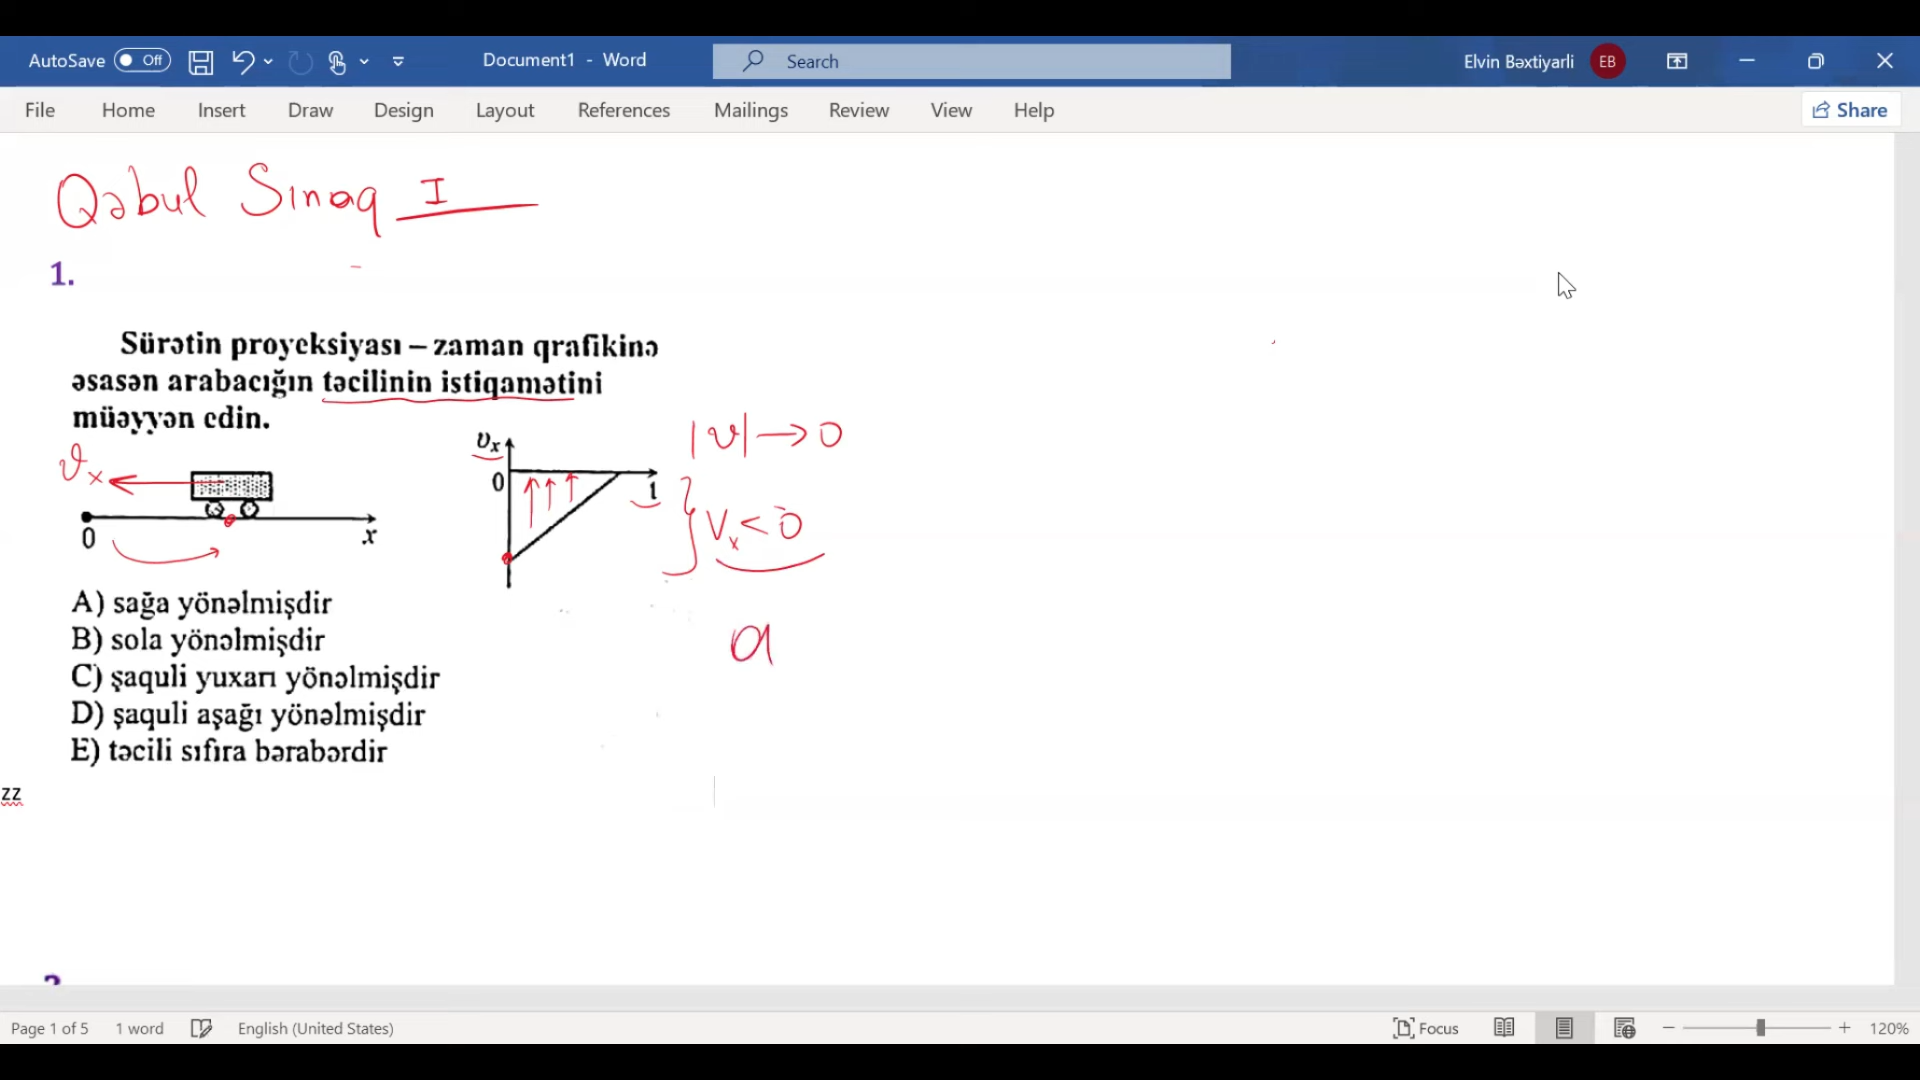 AutoSave Off Document1 - Word Search Elvin Bəxtiyarli EB
File Home Insert Draw Design Layout References Mailings Review View Help Share
Qəbul Sınaq I
1.
Sürətin proyeksiyası – zaman qrafikinə
əsasən arabacığın təcilinin istiqamətini
müəyyən edin.
|v| → 0
υx
ϑx
0
t
Vx < 0
0
x
a
A) sağa yönəlmişdir
B) sola yönəlmişdir
C) şaquli yuxarı yönəlmişdir
D) şaquli aşağı yönəlmişdir
E) təcili sıfıra bərabərdir
zz
Page 1 of 5 1 word English (United States) Focus 120%